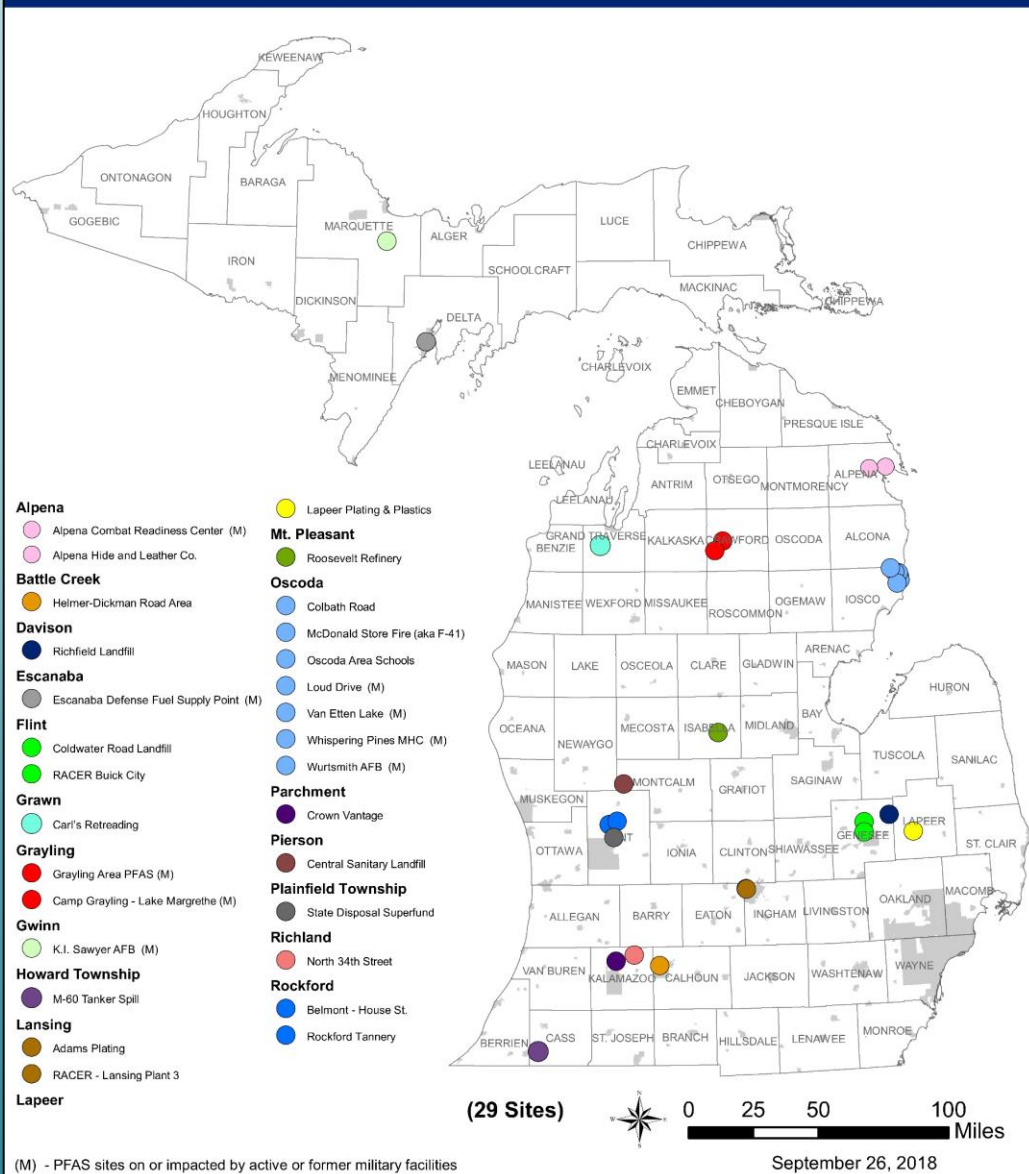 KEWEENAW
HOUGHTON
ONTONAGON
BARAGA
GOGEBIC
MARQUETTE
ALGER
LUCE
CHIPPEWA
IRON
SCHOOLCRAFT
MACKINAC
CHIPPEWA
DICKINSON
DELTA
MENOMINEE
CHARLEVOIX
EMMET
CHEBOYGAN
PRESQUE ISLE
CHARLEVOIX
LEELANAU
ANTRIM
OTSEGO
MONTMORENCY
ALPENA
LEELANAU
GRAND TRAVERSE
BENZIE
KALKASKA
CRAWFORD
OSCODA
ALCONA
MANISTEE
WEXFORD
MISSAUKEE
ROSCOMMON
OGEMAW
IOSCO
ARENAC
MASON
LAKE
OSCEOLA
CLARE
GLADWIN
HURON
OCEANA
NEWAYGO
MECOSTA
ISABELLA
MIDLAND
BAY
TUSCOLA
SANILAC
MUSKEGON
MONTCALM
GRATIOT
SAGINAW
OTTAWA
KENT
IONIA
CLINTON
SHIAWASSEE
GENESEE
LAPEER
ST. CLAIR
ALLEGAN
BARRY
EATON
INGHAM
LIVINGSTON
OAKLAND
MACOMB
VAN BUREN
KALAMAZOO
CALHOUN
JACKSON
WASHTENAW
WAYNE
BERRIEN
CASS
ST. JOSEPH
BRANCH
HILLSDALE
LENAWEE
MONROE
Alpena
Alpena Combat Readiness Center (M)
Alpena Hide and Leather Co.
Battle Creek
Helmer-Dickman Road Area
Davison
Richfield Landfill
Escanaba
Escanaba Defense Fuel Supply Point (M)
Flint
Coldwater Road Landfill
RACER Buick City
Grawn
Carl's Retreading
Grayling
Grayling Area PFAS (M)
Camp Grayling - Lake Margrethe (M)
Gwinn
K.I. Sawyer AFB (M)
Howard Township
M-60 Tanker Spill
Lansing
Adams Plating
RACER - Lansing Plant 3
Lapeer
Lapeer Plating & Plastics
Mt. Pleasant
Roosevelt Refinery
Oscoda
Colbath Road
McDonald Store Fire (aka F-41)
Oscoda Area Schools
Loud Drive (M)
Van Etten Lake (M)
Whispering Pines MHC (M)
Wurtsmith AFB (M)
Parchment
Crown Vantage
Pierson
Central Sanitary Landfill
Plainfield Township
State Disposal Superfund
Richland
North 34th Street
Rockford
Belmont - House St.
Rockford Tannery
(29 Sites)
N
W E
S
0 25 50 100
Miles
(M) - PFAS sites on or impacted by active or former military facilities
September 26, 2018